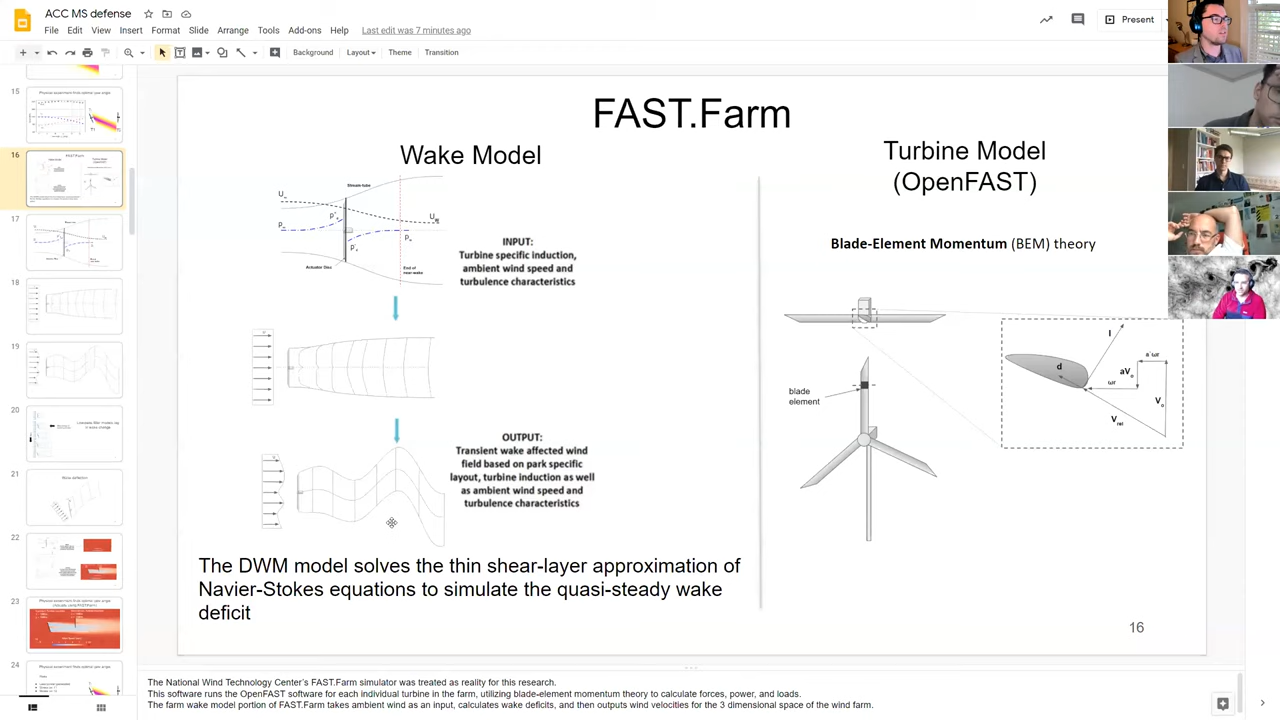 ACC MS defense
File Edit View Insert Format Slide Arrange Tools Add-ons Help Last edit was 7 minutes ago
Present
Background Layout Theme Transition
15
16
17
18
19
20
21
22
23
24
FAST.Farm
Wake Model
Stream-tube
Actuator Disc
End of
near-wake
INPUT:
Turbine specific induction,
ambient wind speed and
turbulence characteristics
OUTPUT:
Transient wake affected wind
field based on park specific
layout, turbine induction as well
as ambient wind speed and
turbulence characteristics
The DWM model solves the thin shear-layer approximation of
Navier-Stokes equations to simulate the quasi-steady wake
deficit
Turbine Model
(OpenFAST)
Blade-Element Momentum (BEM) theory
blade
element
l
d
a'ωr
aV₀
ωr
V₀
Vrel
16
The National Wind Technology Center's FAST.Farm simulator was treated as reality for this research.
This software runs the OpenFAST software for each individual turbine in the farm, utilizing blade-element momentum theory to calculate forces, power, and loads.
The farm wake model portion of FAST.Farm takes ambient wind as an input, calculates wake deficits, and then outputs wind velocities for the 3 dimensional space of the wind farm.